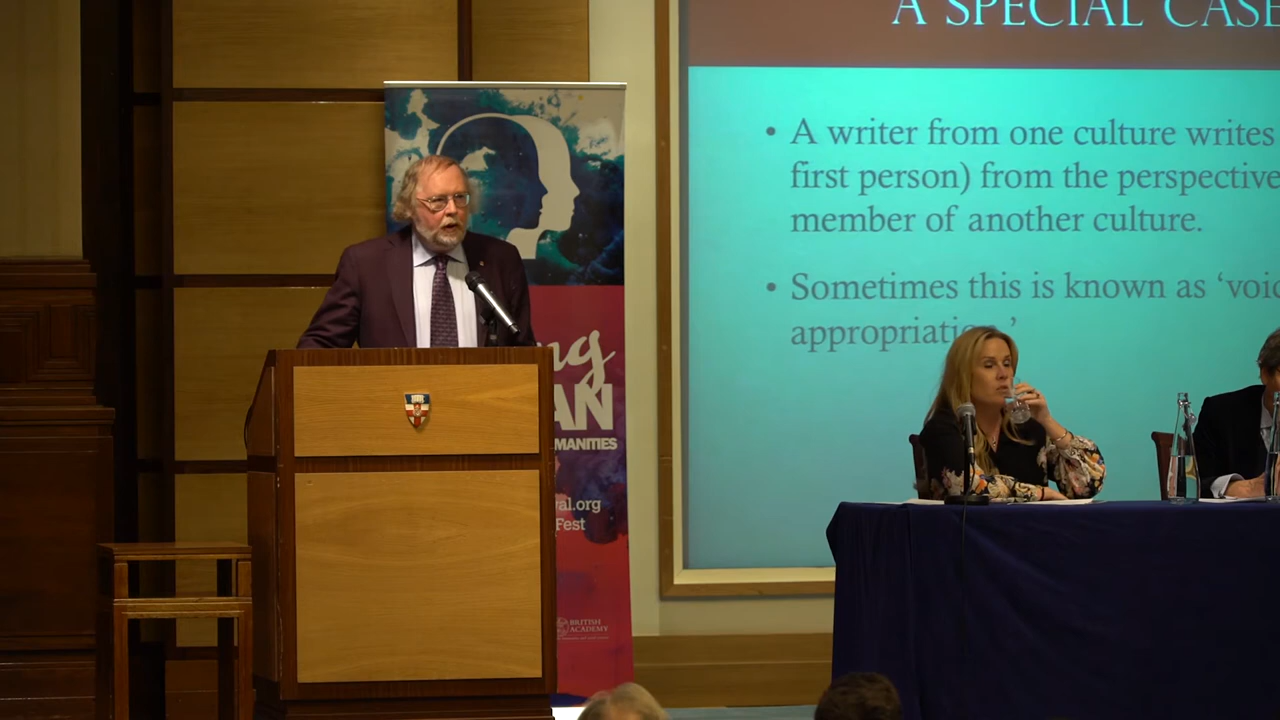 A SPECIAL CASE
• A writer from one culture writes
first person) from the perspective
member of another culture.
• Sometimes this is known as ‘voic
appropriatio ’
ng
AN
MANITIES
val.org
Fest
BRITISH
ACADEMY